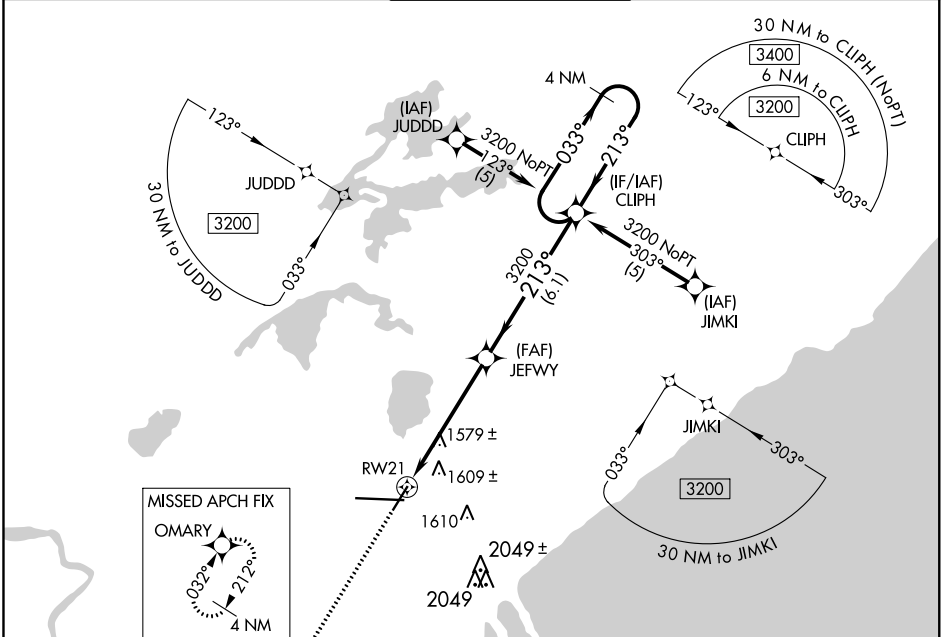 30 NM to CLIPH (NoPT)
3400
6 NM to CLIPH
3200
123°
CLIPH
303°
4 NM
033°
213°
(IAF)
JUDDD
3200 NoPT
123°
(5)
(IF/IAF)
CLIPH
123°
JUDDD
3200
033°
30 NM to JUDDD
3200 NoPT
303°
(5)
(IAF)
JIMKI
3200
213°
(6.1)
(FAF)
JEFWY
JIMKI
033°
303°
3200
30 NM to JIMKI
1579 ±
1609 ±
RW21
1610
2049 ±
2049
MISSED APCH FIX
OMARY
032°
212°
4 NM